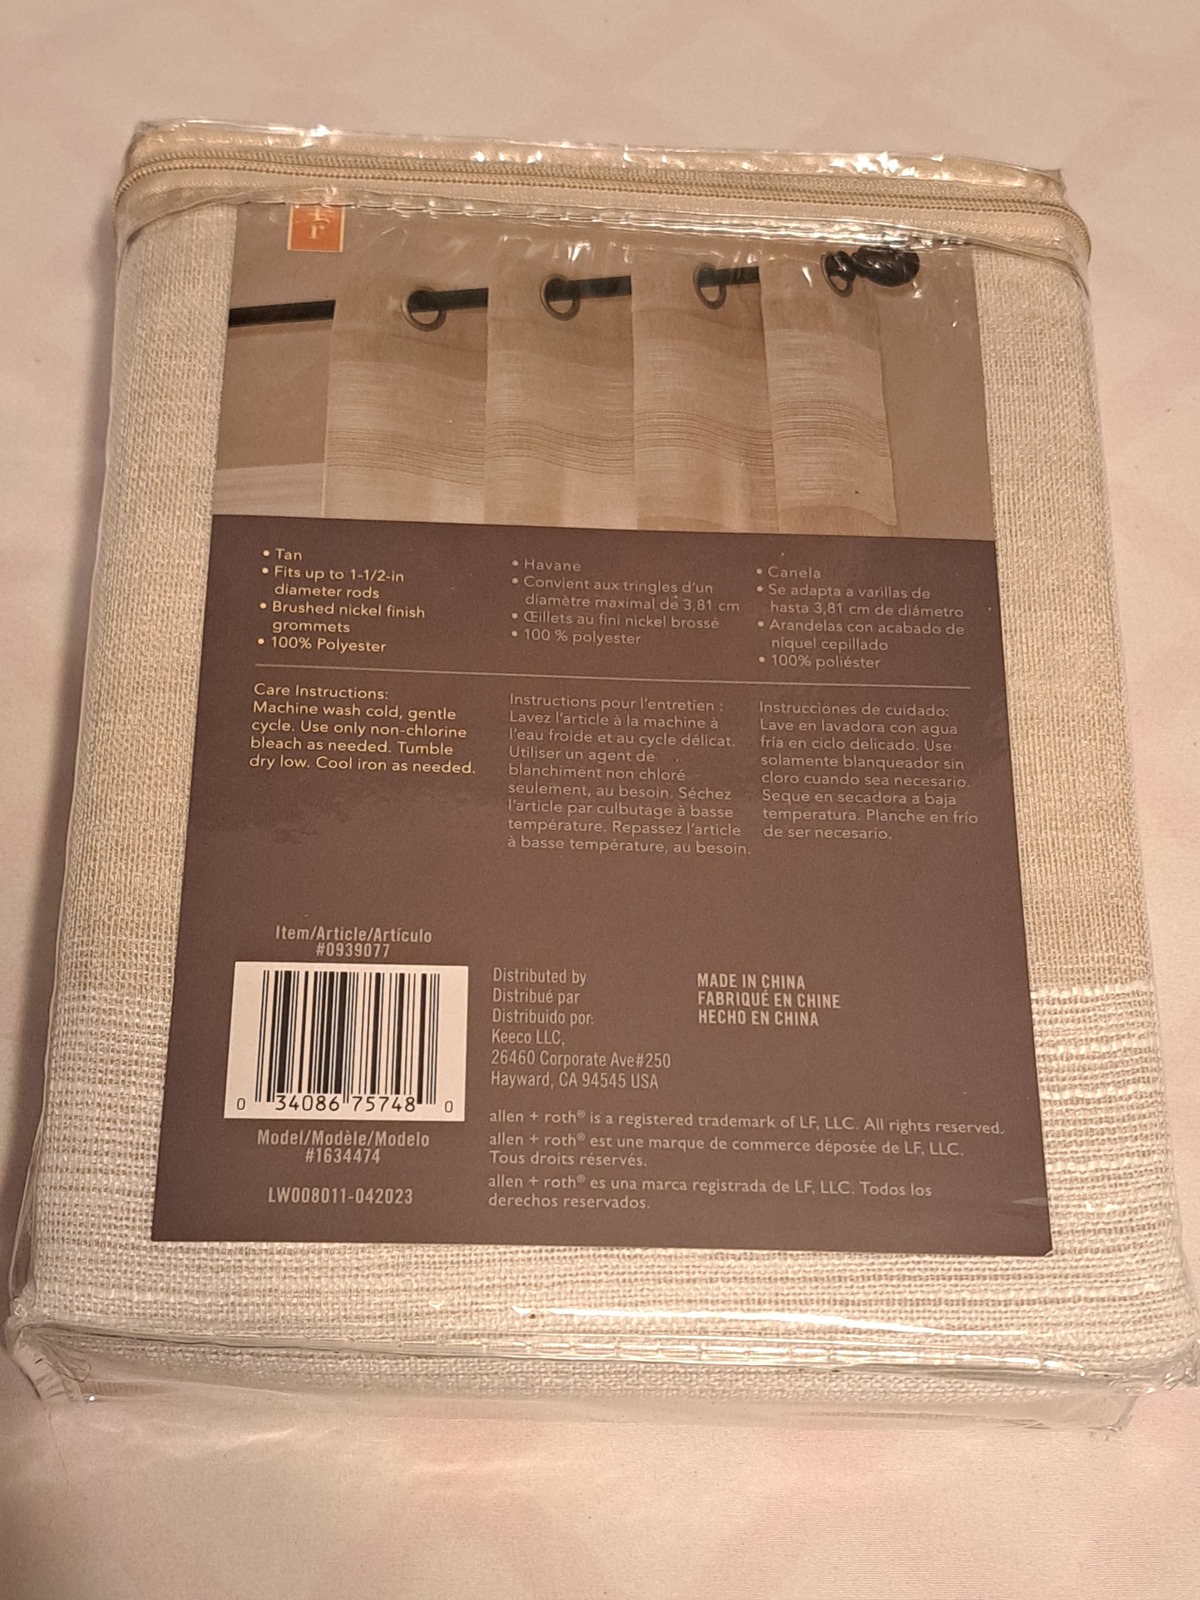 • Tan
• Fits up to 1-1/2-in
diameter rods
• Brushed nickel finish
grommets
• 100% Polyester
• Havane
• Convient aux tringles d'un
diamètre maximal de 3,81 cm
• Œillets au fini nickel brossé
• 100 % polyester
• Canela
• Se adapta a varillas de
hasta 3,81 cm de diámetro
• Arandelas con acabado de
níquel cepillado
• 100% poliéster
Care Instructions:
Machine wash cold, gentle
cycle. Use only non-chlorine
bleach as needed. Tumble
dry low. Cool iron as needed.
Instructions pour l'entretien :
Lavez l'article à la machine à
l'eau froide et au cycle délicat.
Utiliser un agent de
blanchiment non chloré
seulement, au besoin. Séchez
l'article par culbutage à basse
température. Repassez l'article
à basse température, au besoin.
Instrucciones de cuidado:
Lave en lavadora con agua
fría en ciclo delicado. Use
solamente blanqueador sin
cloro cuando sea necesario.
Seque en secadora a baja
temperatura. Planche en frío
de ser necesario.
Item/Article/Artículo
#0939077
0 34086 75748 0
Model/Modèle/Modelo
#1634474
LW008011-042023
Distributed by
Distribué par
Distribuido por:
Keeco LLC,
26460 Corporate Ave#250
Hayward, CA 94545 USA
MADE IN CHINA
FABRIQUÉ EN CHINE
HECHO EN CHINA
allen + roth® is a registered trademark of LF, LLC. All rights reserved.
allen + roth® est une marque de commerce déposée de LF, LLC.
Tous droits réservés.
allen + roth® es una marca registrada de LF, LLC. Todos los
derechos reservados.